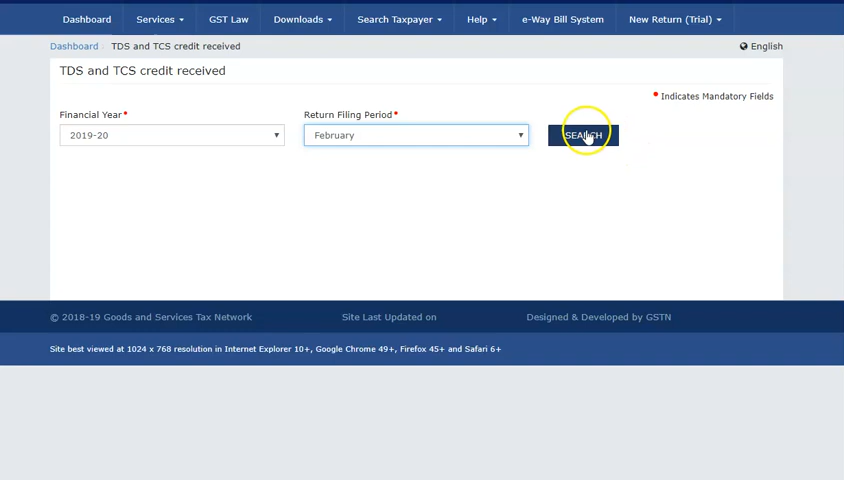 Dashboard Services GST Law Downloads Search Taxpayer Help e-Way Bill System New Return (Trial)
Dashboard TDS and TCS credit received English
TDS and TCS credit received
• Indicates Mandatory Fields
Financial Year• Return Filing Period•
2019-20 February SEARCH
© 2018-19 Goods and Services Tax Network Site Last Updated on Designed & Developed by GSTN
Site best viewed at 1024 x 768 resolution in Internet Explorer 10+, Google Chrome 49+, Firefox 45+ and Safari 6+